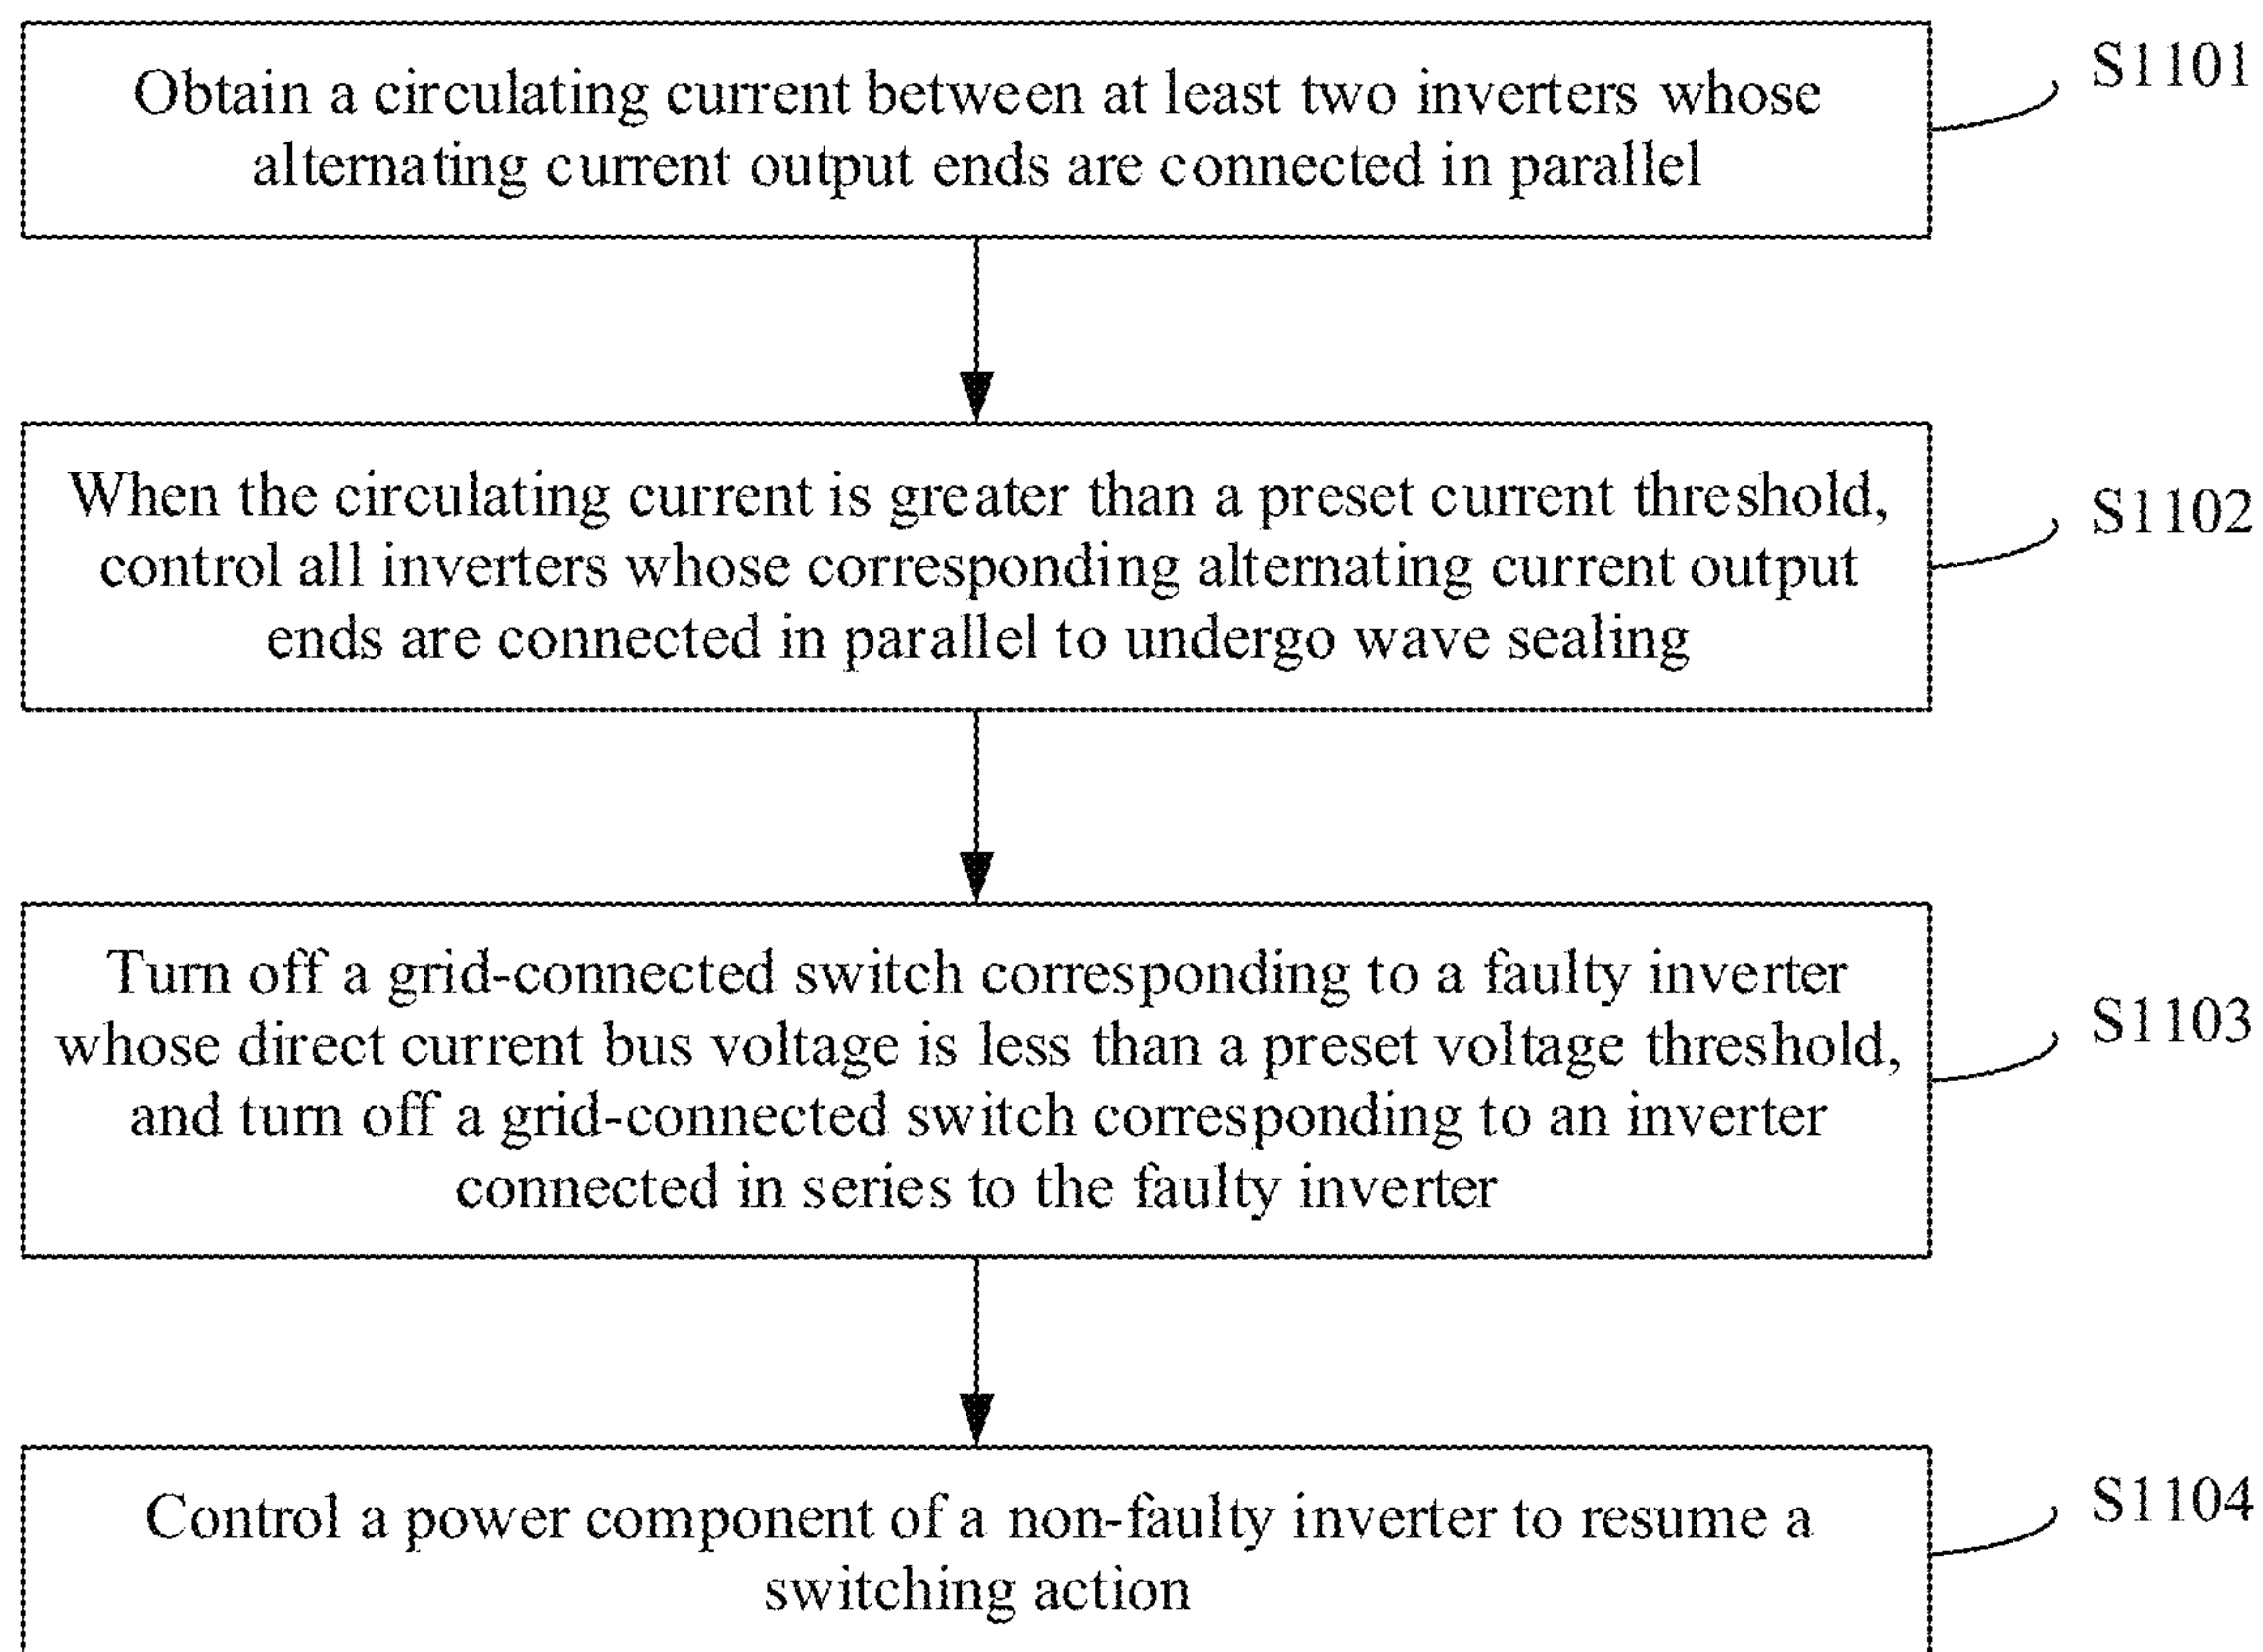 Obtain a circulating current between at least two inverters whose
alternating current output ends are connected in parallel
S1101
When the circulating current is greater than a preset current threshold,
control all inverters whose corresponding alternating current output
ends are connected in parallel to undergo wave sealing
S1102
Turn off a grid-connected switch corresponding to a faulty inverter
whose direct current bus voltage is less than a preset voltage threshold,
and turn off a grid-connected switch corresponding to an inverter
connected in series to the faulty inverter
S1103
Control a power component of a non-faulty inverter to resume a
switching action
S1104